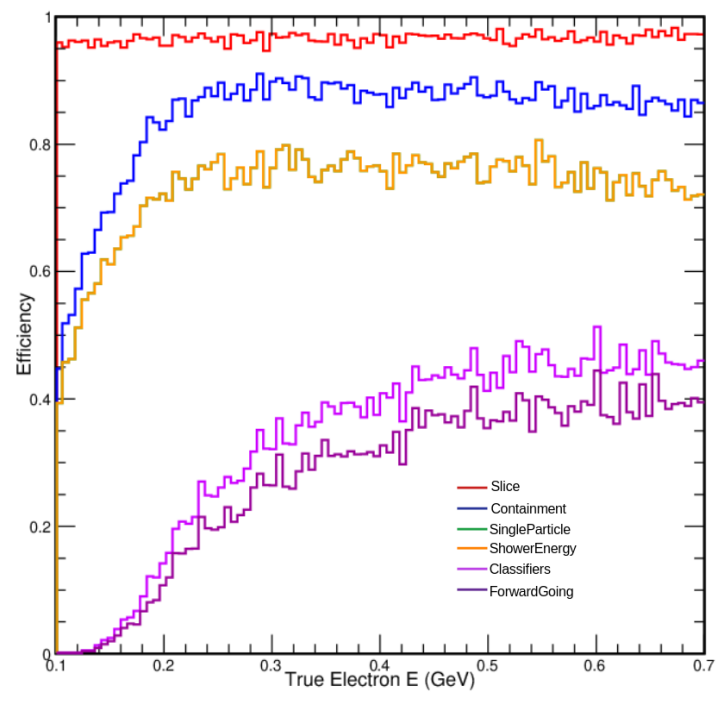 1
0.8
0.6
0.4
0.2
0
Efficiency
Slice
Containment
SingleParticle
ShowerEnergy
Classifiers
ForwardGoing
0.1 0.2 0.3 0.4 0.5 0.6 0.7
True Electron E (GeV)